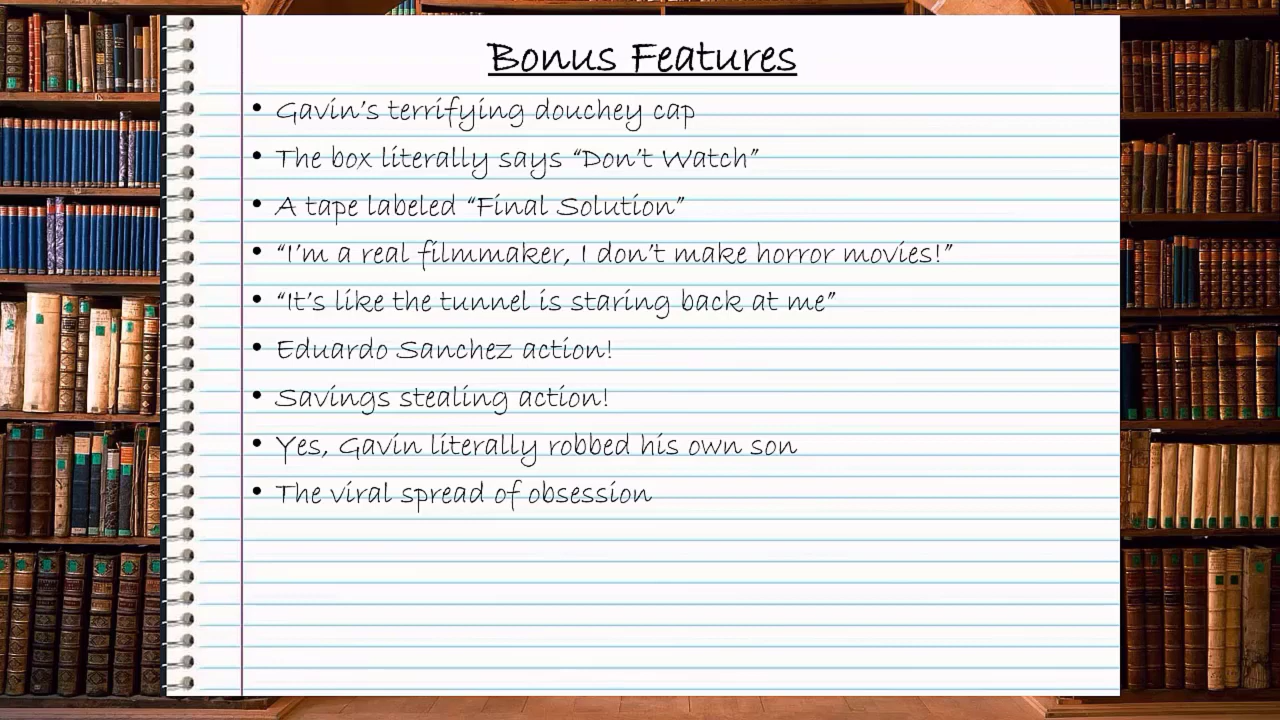 Bonus Features
• Gavin’s terrifying douchey cap
• The box literally says “Don’t Watch”
• A tape labeled “Final Solution”
• “I’m a real filmmaker, I don’t make horror movies!”
• “It’s like the tunnel is staring back at me”
• Eduardo Sanchez action!
• Savings stealing action!
• Yes, Gavin literally robbed his own son
• The viral spread of obsession